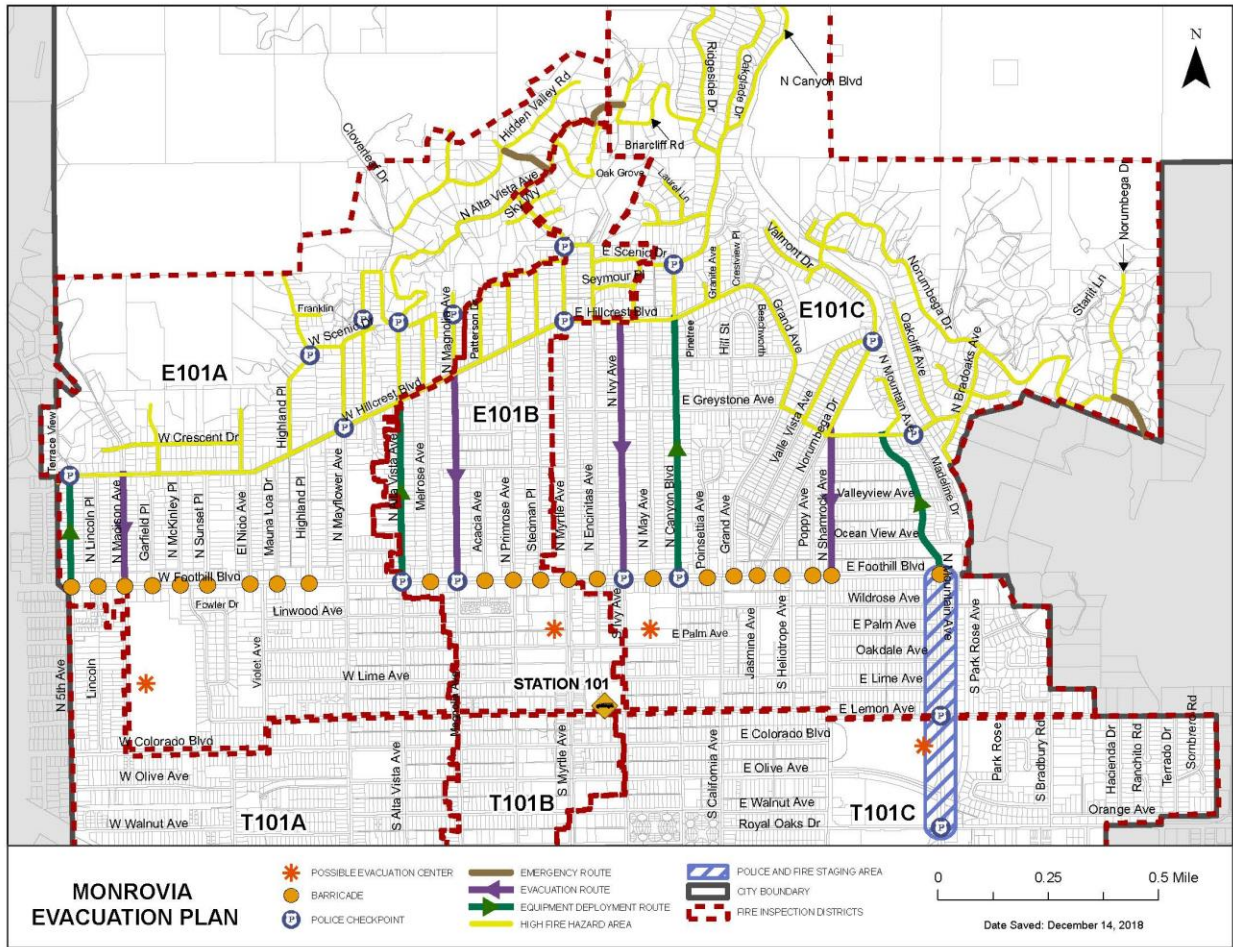 N
N Canyon Blvd
Ridgeside Dr
Oakglade Dr
Hidden Valley Rd
Cloverleaf Dr
Briarcliff Rd
Oak Grove
Laurel Ln
N Alta Vista Ave
Sky Wy
Norumbega Dr
Valmont Dr
E Scenic Dr
Granite Ave
Crestview Pl
Seymour Pl
Norumbega Dr
Starlit Ln
Franklin
W Scenic Dr
N Magnolia Ave
Patterson Dr
E Hillcrest Blvd
E101C
Pinetree
Hill St
Beechworth
Grand Ave
Oakcliff Ave
N Bradoaks Ave
E101A
Highland Pl
W Hillcrest Blvd
E101B
N Ivy Ave
E Greystone Ave
N Mountain Ave
Terrace View
W Crescent Dr
Valle Vista Ave
Norumbega Dr
Madeline Dr
N Lincoln Pl
N Madison Ave
Garfield Pl
N McKinley Pl
N Sunset Pl
El Nido Ave
Mauna Loa Dr
Highland Pl
N Mayflower Ave
Melrose Ave
Acacia Ave
N Primrose Ave
Stedman Pl
N Myrtle Ave
N Encinitas Ave
N May Ave
N Canyon Blvd
Poinsettia Ave
Grand Ave
Poppy Ave
N Shamrock Ave
Valleyview Ave
Ocean View Ave
W Foothill Blvd
E Foothill Blvd
N Mountain Ave
Fowler Dr
Linwood Ave
S Ivy Ave
E Palm Ave
Jasmine Ave
S Heliotrope Ave
Wildrose Ave
E Palm Ave
Oakdale Ave
S Park Rose Ave
N 5th Ave
Lincoln
Violet Ave
W Lime Ave
STATION 101
E Lime Ave
E Lemon Ave
W Colorado Blvd
E Colorado Blvd
W Olive Ave
S Alta Vista Ave
S Myrtle Ave
S California Ave
E Olive Ave
Park Rose
S Bradbury Rd
Hacienda Dr
Ranchito Rd
Terrado Dr
Sombrero Rd
W Walnut Ave
T101A
T101B
E Walnut Ave
Royal Oaks Dr
T101C
Orange Ave
MONROVIA
EVACUATION PLAN
POSSIBLE EVACUATION CENTER
BARRICADE
POLICE CHECKPOINT
EMERGENCY ROUTE
EVACUATION ROUTE
EQUIPMENT DEPLOYMENT ROUTE
HIGH FIRE HAZARD AREA
POLICE AND FIRE STAGING AREA
CITY BOUNDARY
FIRE INSPECTION DISTRICTS
0 0.25 0.5 Mile
Date Saved: December 14, 2018